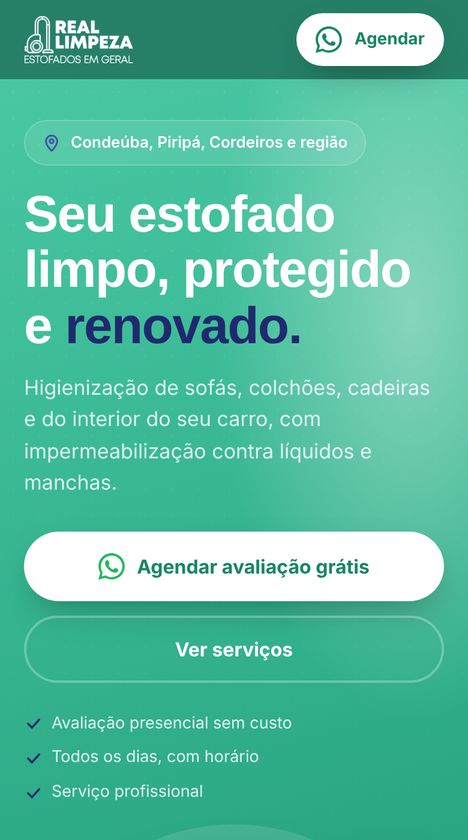 REAL
LIMPEZA
ESTOFADOS EM GERAL
Agendar
Condeúba, Piripá, Cordeiros e região
Seu estofado
limpo, protegido
e renovado.
Higienização de sofás, colchões, cadeiras
e do interior do seu carro, com
impermeabilização contra líquidos e
manchas.
Agendar avaliação grátis
Ver serviços
Avaliação presencial sem custo
Todos os dias, com horário
Serviço profissional